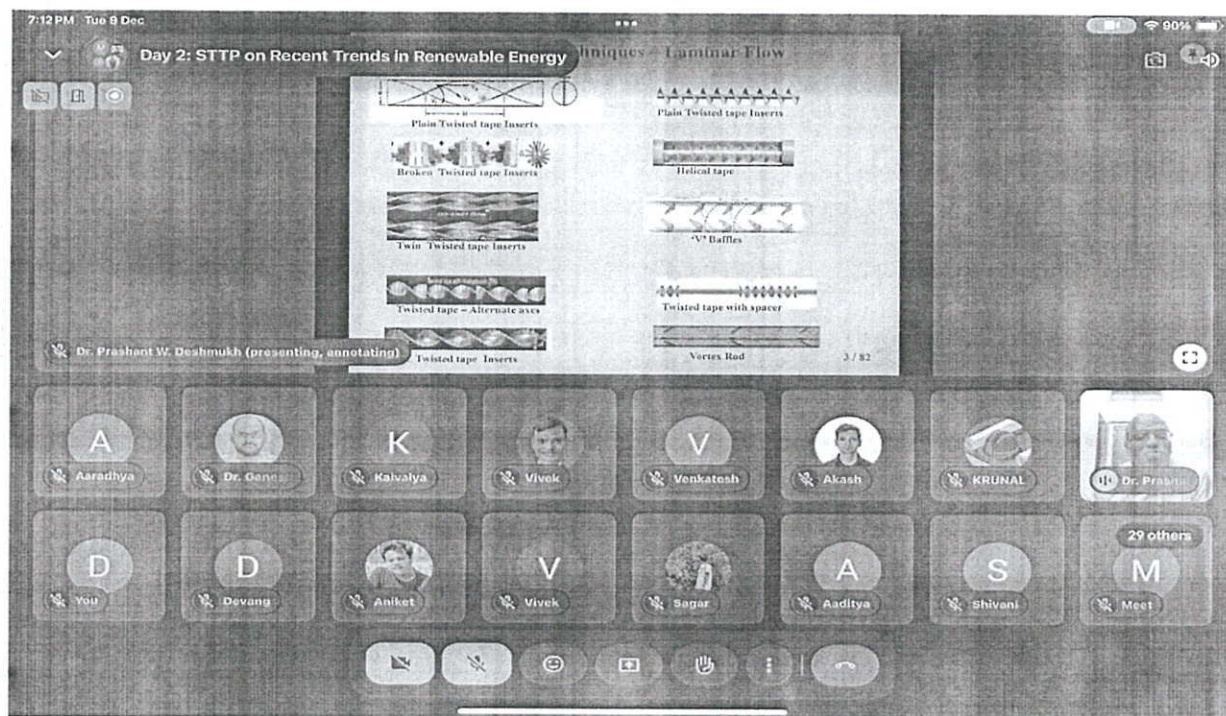 7:12 PM Tue 9 Dec
90%
Day 2: STTP on Recent Trends in Renewable Energy
hniques – Laminar Flow
Plain Twisted tape Inserts
Plain Twisted tape Inserts
Broken Twisted tape Inserts
Helical tape
Twin Twisted tape Inserts
'V' Baffles
Twisted tape – Alternate axes
Twisted tape with spacer
Twisted tape Inserts
Vortex Rod
3 / 82
Dr. Prashant W. Deshmukh (presenting, annotating)
A
Aaradhya
Dr. Ganes
K
Kaivalya
Vivek
V
Venkatesh
Akash
KRUNAL
Dr. Prasha
D
You
D
Devang
Aniket
V
Vivek
Sagar
A
Aaditya
S
Shivani
29 others
M
Meet